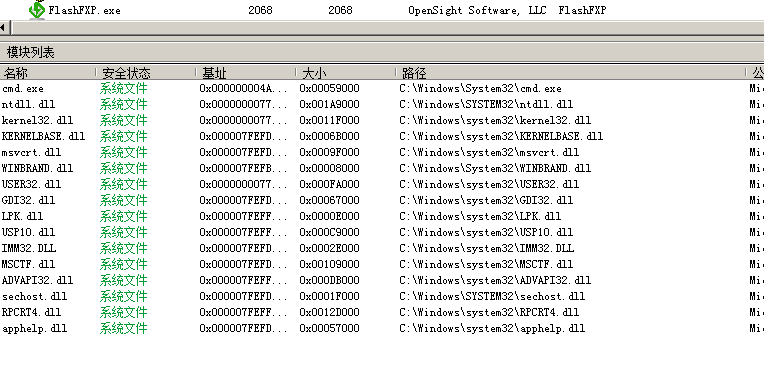 FlashFXP.exe 2068 2068 OpenSight Software, LLC FlashFXP
模块列表
名称 安全状态 基址 大小 路径 公
cmd.exe 系统文件 0x000000004A... 0x00059000 C:\Windows\System32\cmd.exe Mi
ntdll.dll 系统文件 0x0000000077... 0x001A9000 C:\Windows\SYSTEM32\ntdll.dll Mi
kernel32.dll 系统文件 0x0000000077... 0x0011F000 C:\Windows\system32\kernel32.dll Mi
KERNELBASE.dll 系统文件 0x000007FEFD... 0x0006B000 C:\Windows\system32\KERNELBASE.dll Mi
msvcrt.dll 系统文件 0x000007FEFD... 0x0009F000 C:\Windows\system32\msvcrt.dll Mi
WINBRAND.dll 系统文件 0x000007FEFB... 0x00008000 C:\Windows\System32\WINBRAND.dll Mi
USER32.dll 系统文件 0x0000000077... 0x000FA000 C:\Windows\system32\USER32.dll Mi
GDI32.dll 系统文件 0x000007FEFD... 0x00067000 C:\Windows\system32\GDI32.dll Mi
LPK.dll 系统文件 0x000007FEFF... 0x0000E000 C:\Windows\system32\LPK.dll Mi
USP10.dll 系统文件 0x000007FEFF... 0x000C9000 C:\Windows\system32\USP10.dll Mi
IMM32.DLL 系统文件 0x000007FEFD... 0x0002E000 C:\Windows\system32\IMM32.DLL Mi
MSCTF.dll 系统文件 0x000007FEFD... 0x00109000 C:\Windows\system32\MSCTF.dll Mi
ADVAPI32.dll 系统文件 0x000007FEFF... 0x000DB000 C:\Windows\system32\ADVAPI32.dll Mi
sechost.dll 系统文件 0x000007FEFF... 0x0001F000 C:\Windows\SYSTEM32\sechost.dll Mi
RPCRT4.dll 系统文件 0x000007FEFF... 0x0012D000 C:\Windows\system32\RPCRT4.dll Mi
apphelp.dll 系统文件 0x000007FEFD... 0x00057000 C:\Windows\system32\apphelp.dll Mi